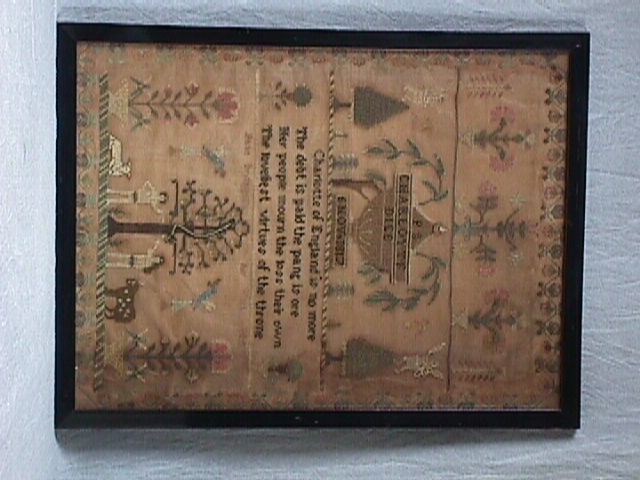 CHARLOTTE
DIED
Charlotte of England is no more
The debt is paid the pang is ore
Her people mourn the loss their own
The loveliest virtues of the throne